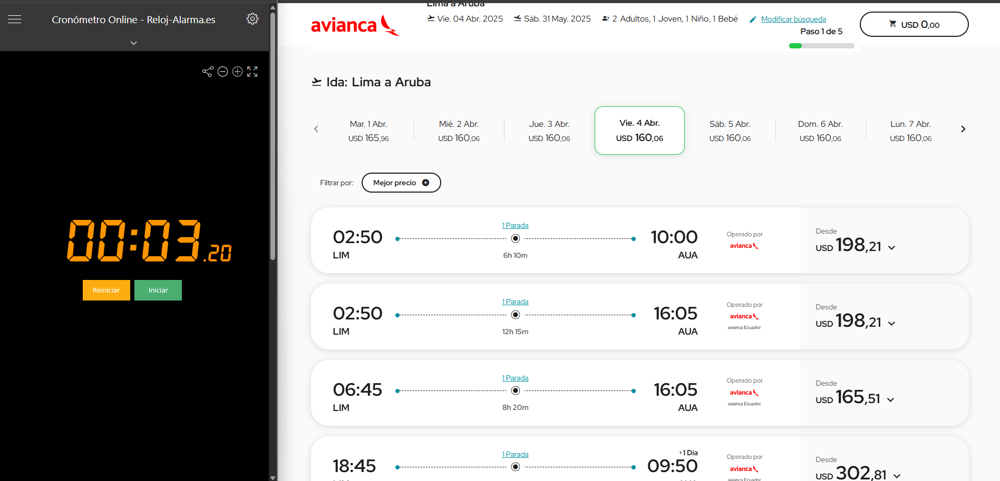 Cronómetro Online - Reloj-Alarma.es
00:03.20
Reiniciar
Iniciar
Lima a Aruba
avianca
Vie. 04 Abr. 2025
Sáb. 31 May. 2025
2 Adultos, 1 Joven, 1 Niño, 1 Bebé
Modificar búsqueda
Paso 1 de 5
USD 0,00
Ida: Lima a Aruba
Mar. 1 Abr.
USD 165,96
Mié. 2 Abr.
USD 160,06
Jue. 3 Abr.
USD 160,06
Vie. 4 Abr.
USD 160,06
Sáb. 5 Abr.
USD 160,06
Dom. 6 Abr.
USD 160,06
Lun. 7 Abr.
USD 160,06
Filtrar por:
Mejor precio
02:50
LIM
1 Parada
6h 10m
10:00
AUA
Operado por
avianca
Desde
USD 198,21
02:50
LIM
1 Parada
12h 15m
16:05
AUA
Operado por
avianca
avianca Ecuador
Desde
USD 198,21
06:45
LIM
1 Parada
8h 20m
16:05
AUA
Operado por
avianca
avianca Ecuador
Desde
USD 165,51
18:45
1 Parada
+1 Día
09:50
Operado por
avianca
avianca Ecuador
Desde
USD 302,81